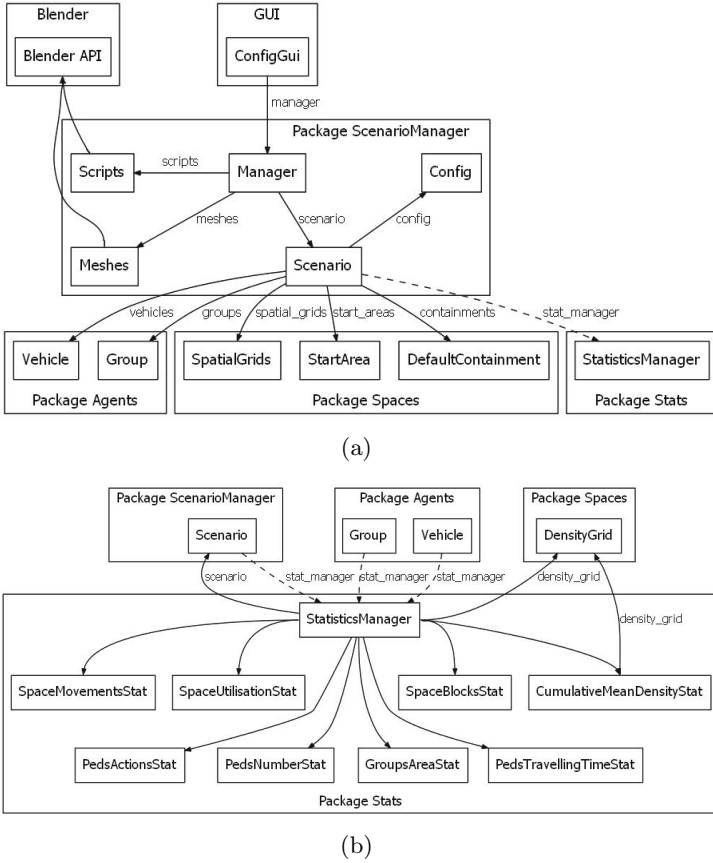 Blender
GUI
Blender API
ConfigGui
manager
Package ScenarioManager
Scripts
scripts
Manager
Config
meshes
scenario
config
Meshes
Scenario
vehicles
groups
spatial_grids
start_areas
containments
stat_manager
Vehicle
Group
SpatialGrids
StartArea
DefaultContainment
StatisticsManager
Package Agents
Package Spaces
Package Stats
(a)
Package ScenarioManager
Package Agents
Package Spaces
Scenario
Group
Vehicle
DensityGrid
scenario
stat_manager
stat_manager
stat_manager
density_grid
StatisticsManager
density_grid
SpaceMovementsStat
SpaceUtilisationStat
SpaceBlocksStat
CumulativeMeanDensityStat
PedsActionsStat
PedsNumberStat
GroupsAreaStat
PedsTravellingTimeStat
Package Stats
(b)